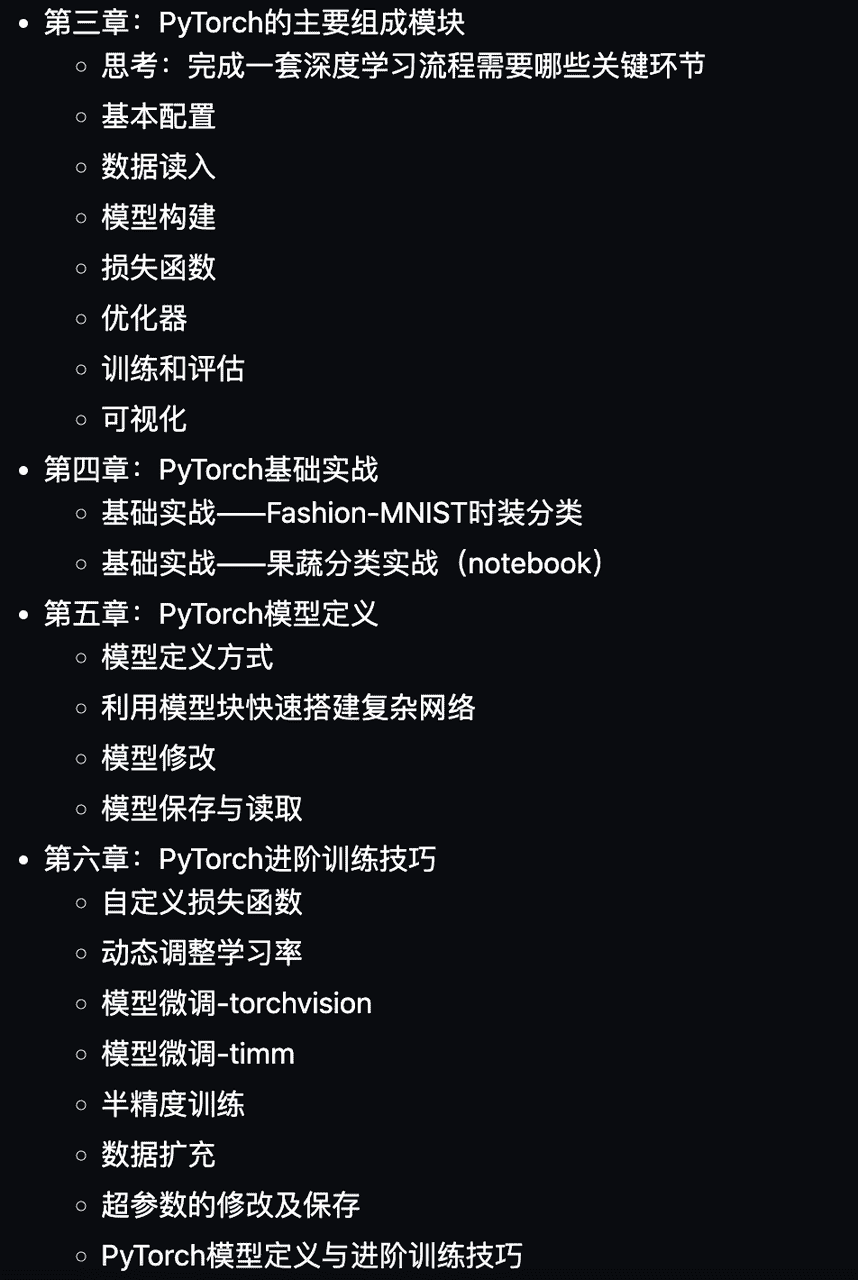 第三章：PyTorch的主要组成模块
思考：完成一套深度学习流程需要哪些关键环节
基本配置
数据读入
模型构建
损失函数
优化器
训练和评估
可视化
第四章：PyTorch基础实战
基础实战——Fashion-MNIST时装分类
基础实战——果蔬分类实战（notebook）
第五章：PyTorch模型定义
模型定义方式
利用模型块快速搭建复杂网络
模型修改
模型保存与读取
第六章：PyTorch进阶训练技巧
自定义损失函数
动态调整学习率
模型微调-torchvision
模型微调-timm
半精度训练
数据扩充
超参数的修改及保存
PyTorch模型定义与进阶训练技巧